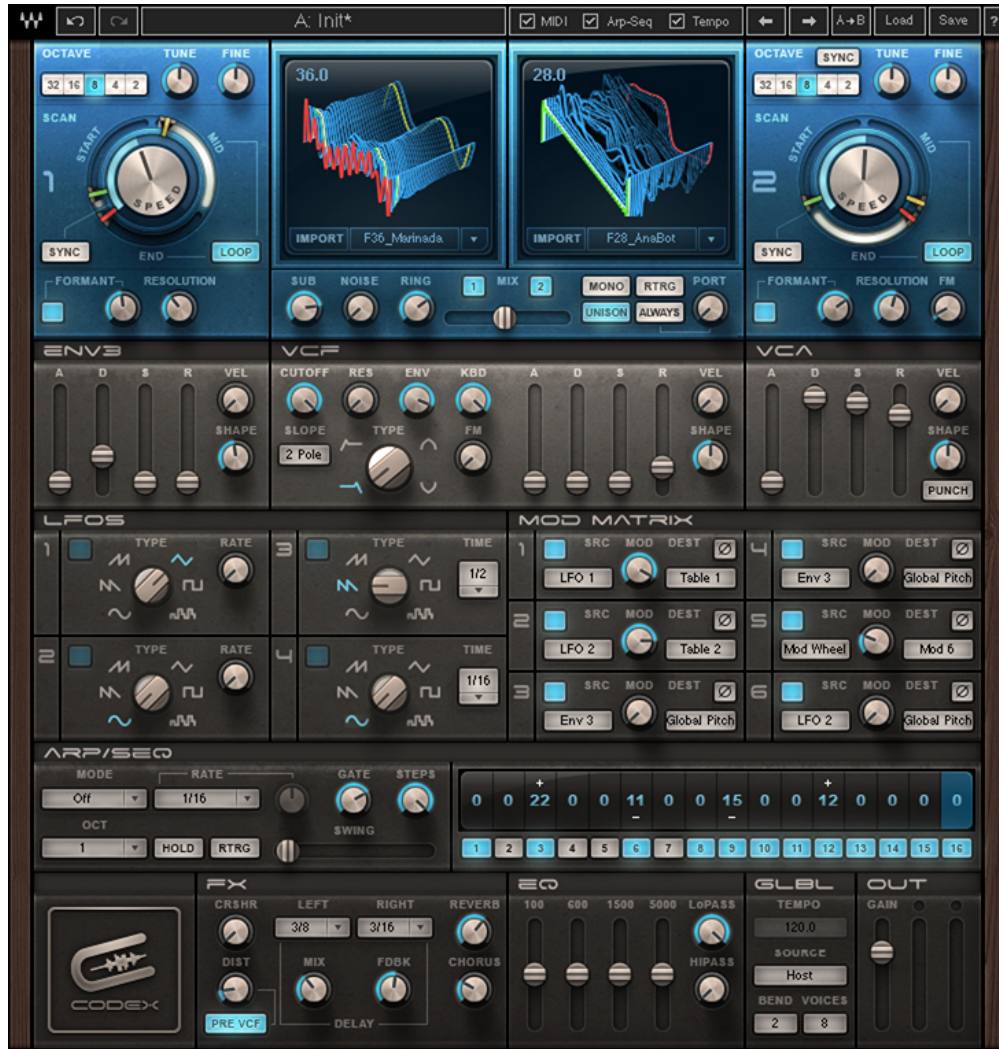 A: Init* MIDI Arp-Seq Tempo A→B Load Save ?
OCTAVE TUNE FINE
32 16 8 4 2
SCAN
START MID
1
SPEED
SYNC END LOOP
FORMANT RESOLUTION
36.0
IMPORT F36_Marinada
28.0
IMPORT F28_AnaBot
SUB NOISE RING 1 MIX 2 MONO RTRG PORT
UNISON ALWAYS
OCTAVE SYNC TUNE FINE
32 16 8 4 2
SCAN
START MID
2
SPEED
SYNC END LOOP
FORMANT RESOLUTION FM
ENV3
A D S R VEL
SHAPE
VCF
CUTOFF RES ENV KBD A D S R VEL
SLOPE TYPE FM SHAPE
2 Pole
VCA
A D S R VEL
SHAPE
PUNCH
LFOS
1 TYPE RATE
3 TYPE TIME
1/2
2 TYPE RATE
4 TYPE TIME
1/16
MOD MATRIX
1 SRC MOD DEST
LFO 1 Table 1
4 SRC MOD DEST
Env 3 Global Pitch
2 SRC MOD DEST
LFO 2 Table 2
5 SRC MOD DEST
Mod Wheel Mod 6
3 SRC MOD DEST
Env 3 Global Pitch
6 SRC MOD DEST
LFO 2 Global Pitch
ARP/SEQ
MODE RATE GATE STEPS
Off 1/16
OCT SWING
1 HOLD RTRG
+ +
0 0 22 0 0 11 0 0 15 0 0 12 0 0 0 0
– –
1 2 3 4 5 6 7 8 9 10 11 12 13 14 15 16
CODEX
FX
CRSHR LEFT RIGHT REVERB
3/8 3/16
DIST MIX FDBK CHORUS
PRE VCF DELAY
EQ
100 600 1500 5000 LoPASS
HIPASS
GLBL
TEMPO
120.0
SOURCE
Host
BEND VOICES
2 8
OUT
GAIN